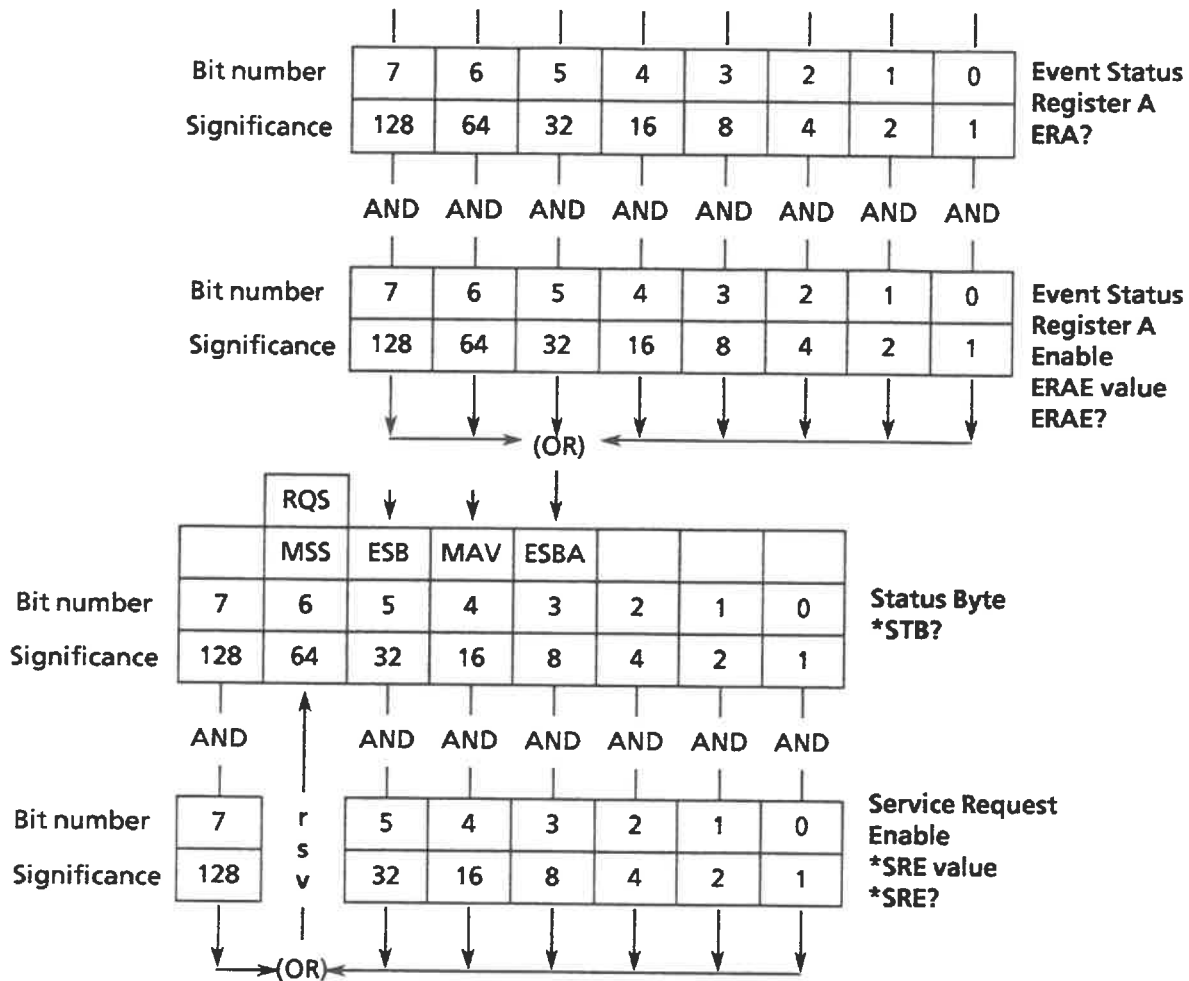 Bit number 7 6 5 4 3 2 1 0 Event Status
Register A
Significance 128 64 32 16 8 4 2 1 ERA?
AND AND AND AND AND AND AND AND
Bit number 7 6 5 4 3 2 1 0 Event Status
Register A
Significance 128 64 32 16 8 4 2 1 Enable
ERAE value
ERAE?
(OR)
RQS
MSS ESB MAV ESBA
Bit number 7 6 5 4 3 2 1 0 Status Byte
*STB?
Significance 128 64 32 16 8 4 2 1
AND AND AND AND AND AND AND
Bit number 7 r 5 4 3 2 1 0 Service Request
s Enable
Significance 128 v 32 16 8 4 2 1 *SRE value
*SRE?
(OR)